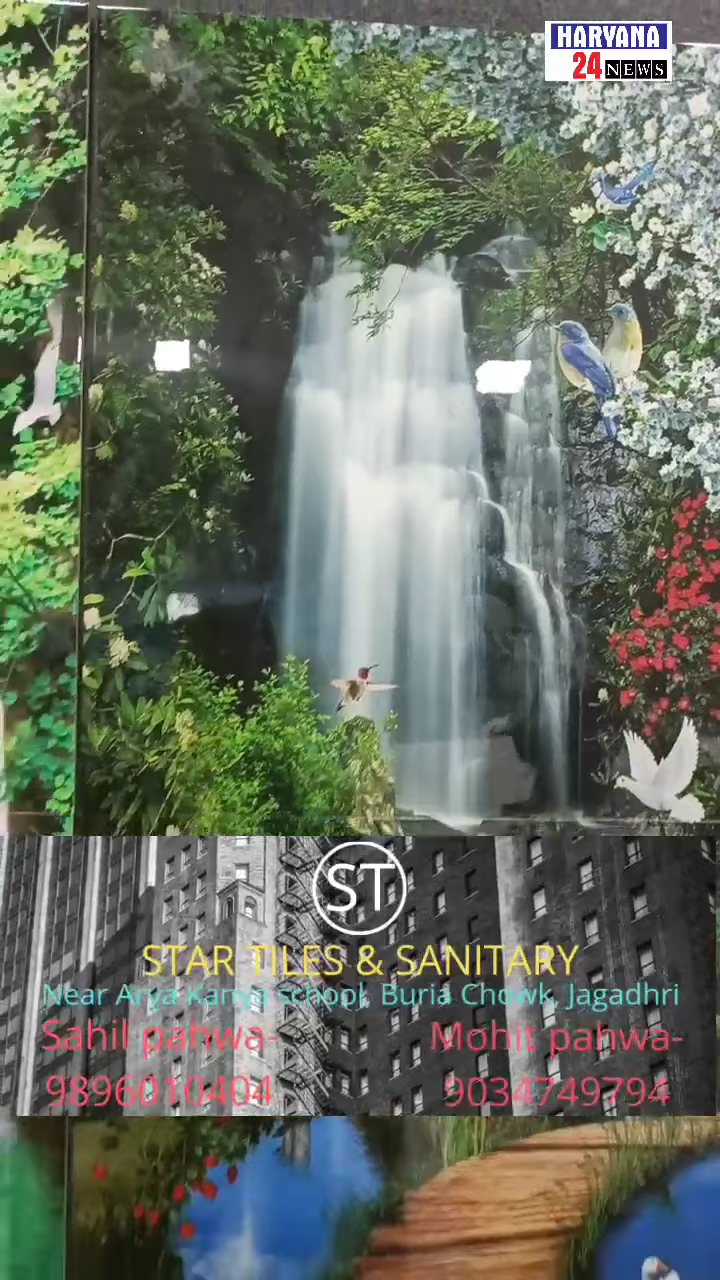 HARYANA
24 NEWS
ST
STAR TILES & SANITARY
Near Arya Kanya school, Buria Chowk, Jagadhri
Sahil pahwa- Mohit pahwa-
9896010404 9034749794